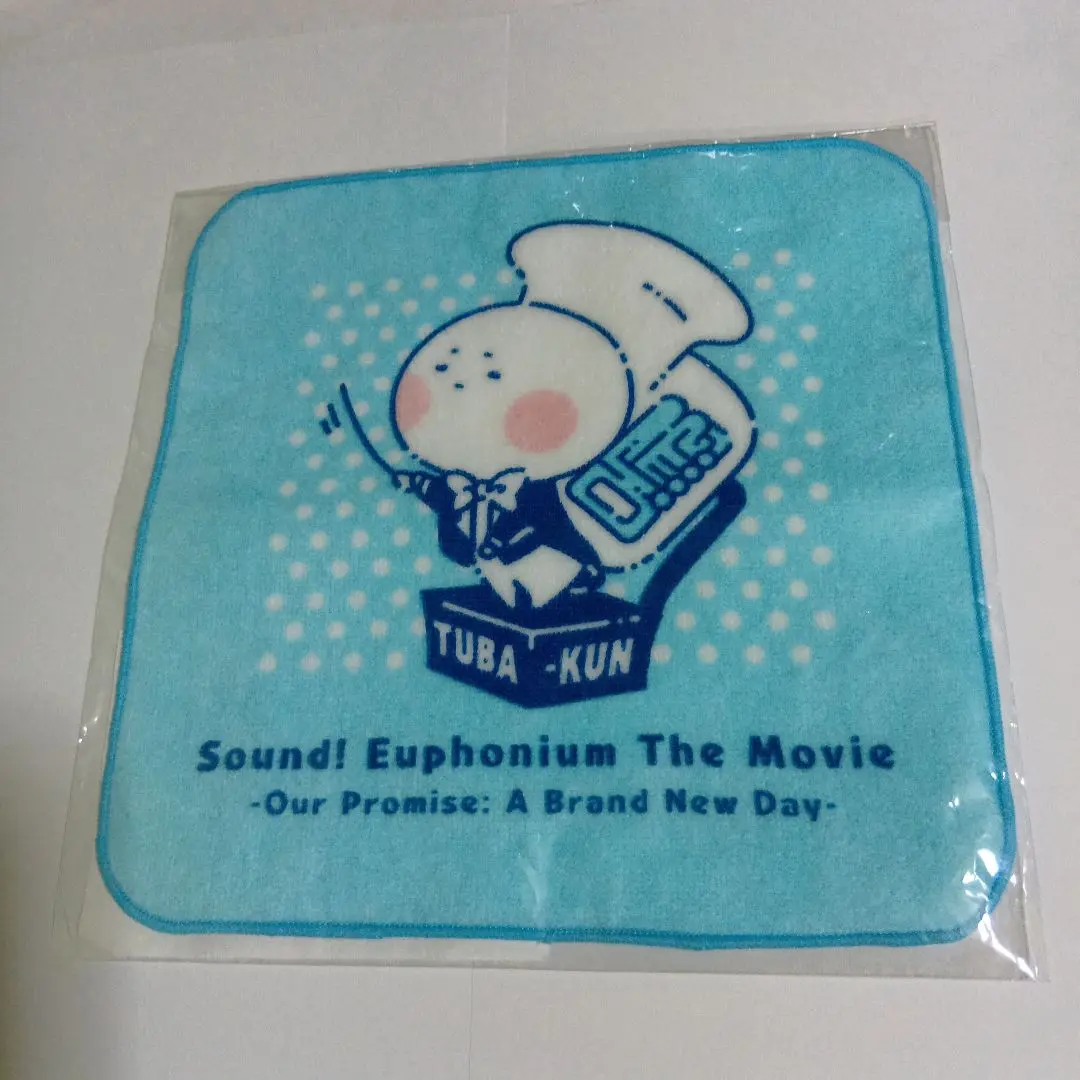 TUBA -KUN
Sound! Euphonium The Movie
-Our Promise: A Brand New Day-